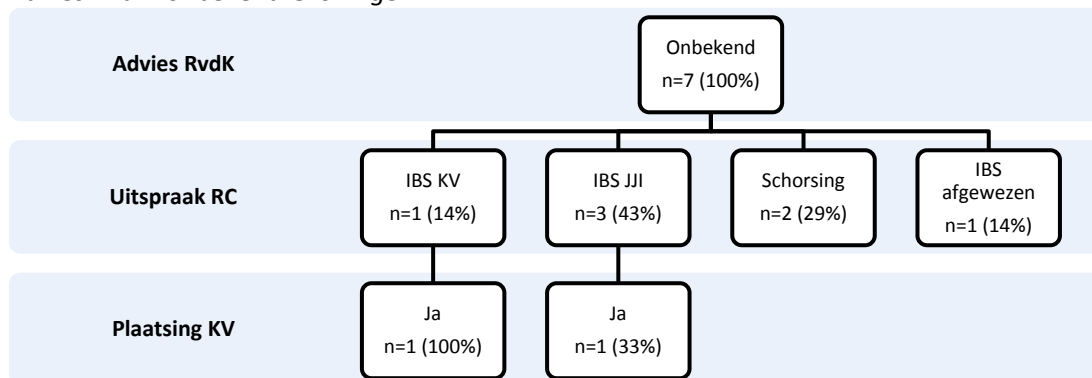 Advies RvdK
Onbekend
n=7 (100%)
Uitspraak RC
IBS KV
n=1 (14%)
IBS JJI
n=3 (43%)
Schorsing
n=2 (29%)
IBS
afgewezen
n=1 (14%)
Plaatsing KV
Ja
n=1 (100%)
Ja
n=1 (33%)